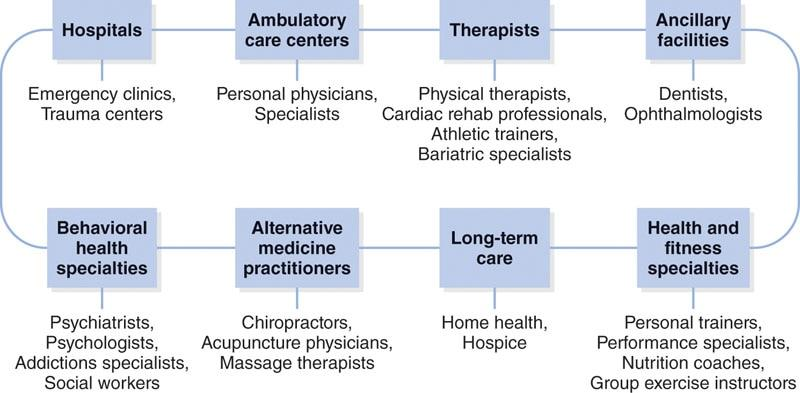 Hospitals
Emergency clinics,
Trauma centers
Ambulatory
care centers
Personal physicians,
Specialists
Therapists
Physical therapists,
Cardiac rehab professionals,
Athletic trainers,
Bariatric specialists
Ancillary
facilities
Dentists,
Ophthalmologists
Behavioral
health
specialties
Psychiatrists,
Psychologists,
Addictions specialists,
Social workers
Alternative
medicine
practitioners
Chiropractors,
Acupuncture physicians,
Massage therapists
Long-term
care
Home health,
Hospice
Health and
fitness
specialties
Personal trainers,
Performance specialists,
Nutrition coaches,
Group exercise instructors